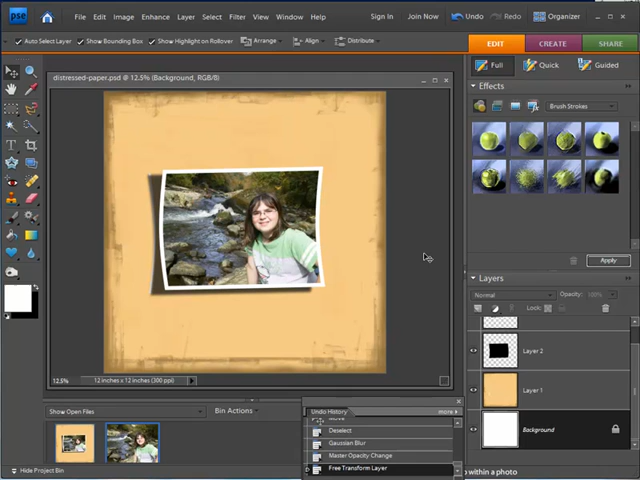 pse File Edit Image Enhance Layer Select Filter View Window Help Sign In Join Now Undo Redo Organizer
Auto Select Layer Show Bounding Box Show Highlight on Rollover Arrange Align Distribute EDIT CREATE SHARE
Full Quick Guided
distressed-paper.psd @ 12.5% (Background, RGB/8)
Effects
Brush Strokes
Apply
Layers
Normal Opacity: 100%
Lock:
Layer 2
Layer 1
Background
12.5% 12 inches x 12 inches (300 ppi)
Show Open Files Bin Actions
Undo History more »
Move
Deselect
Gaussian Blur
Master Opacity Change
Free Transform Layer
Hide Project Bin
within a photo